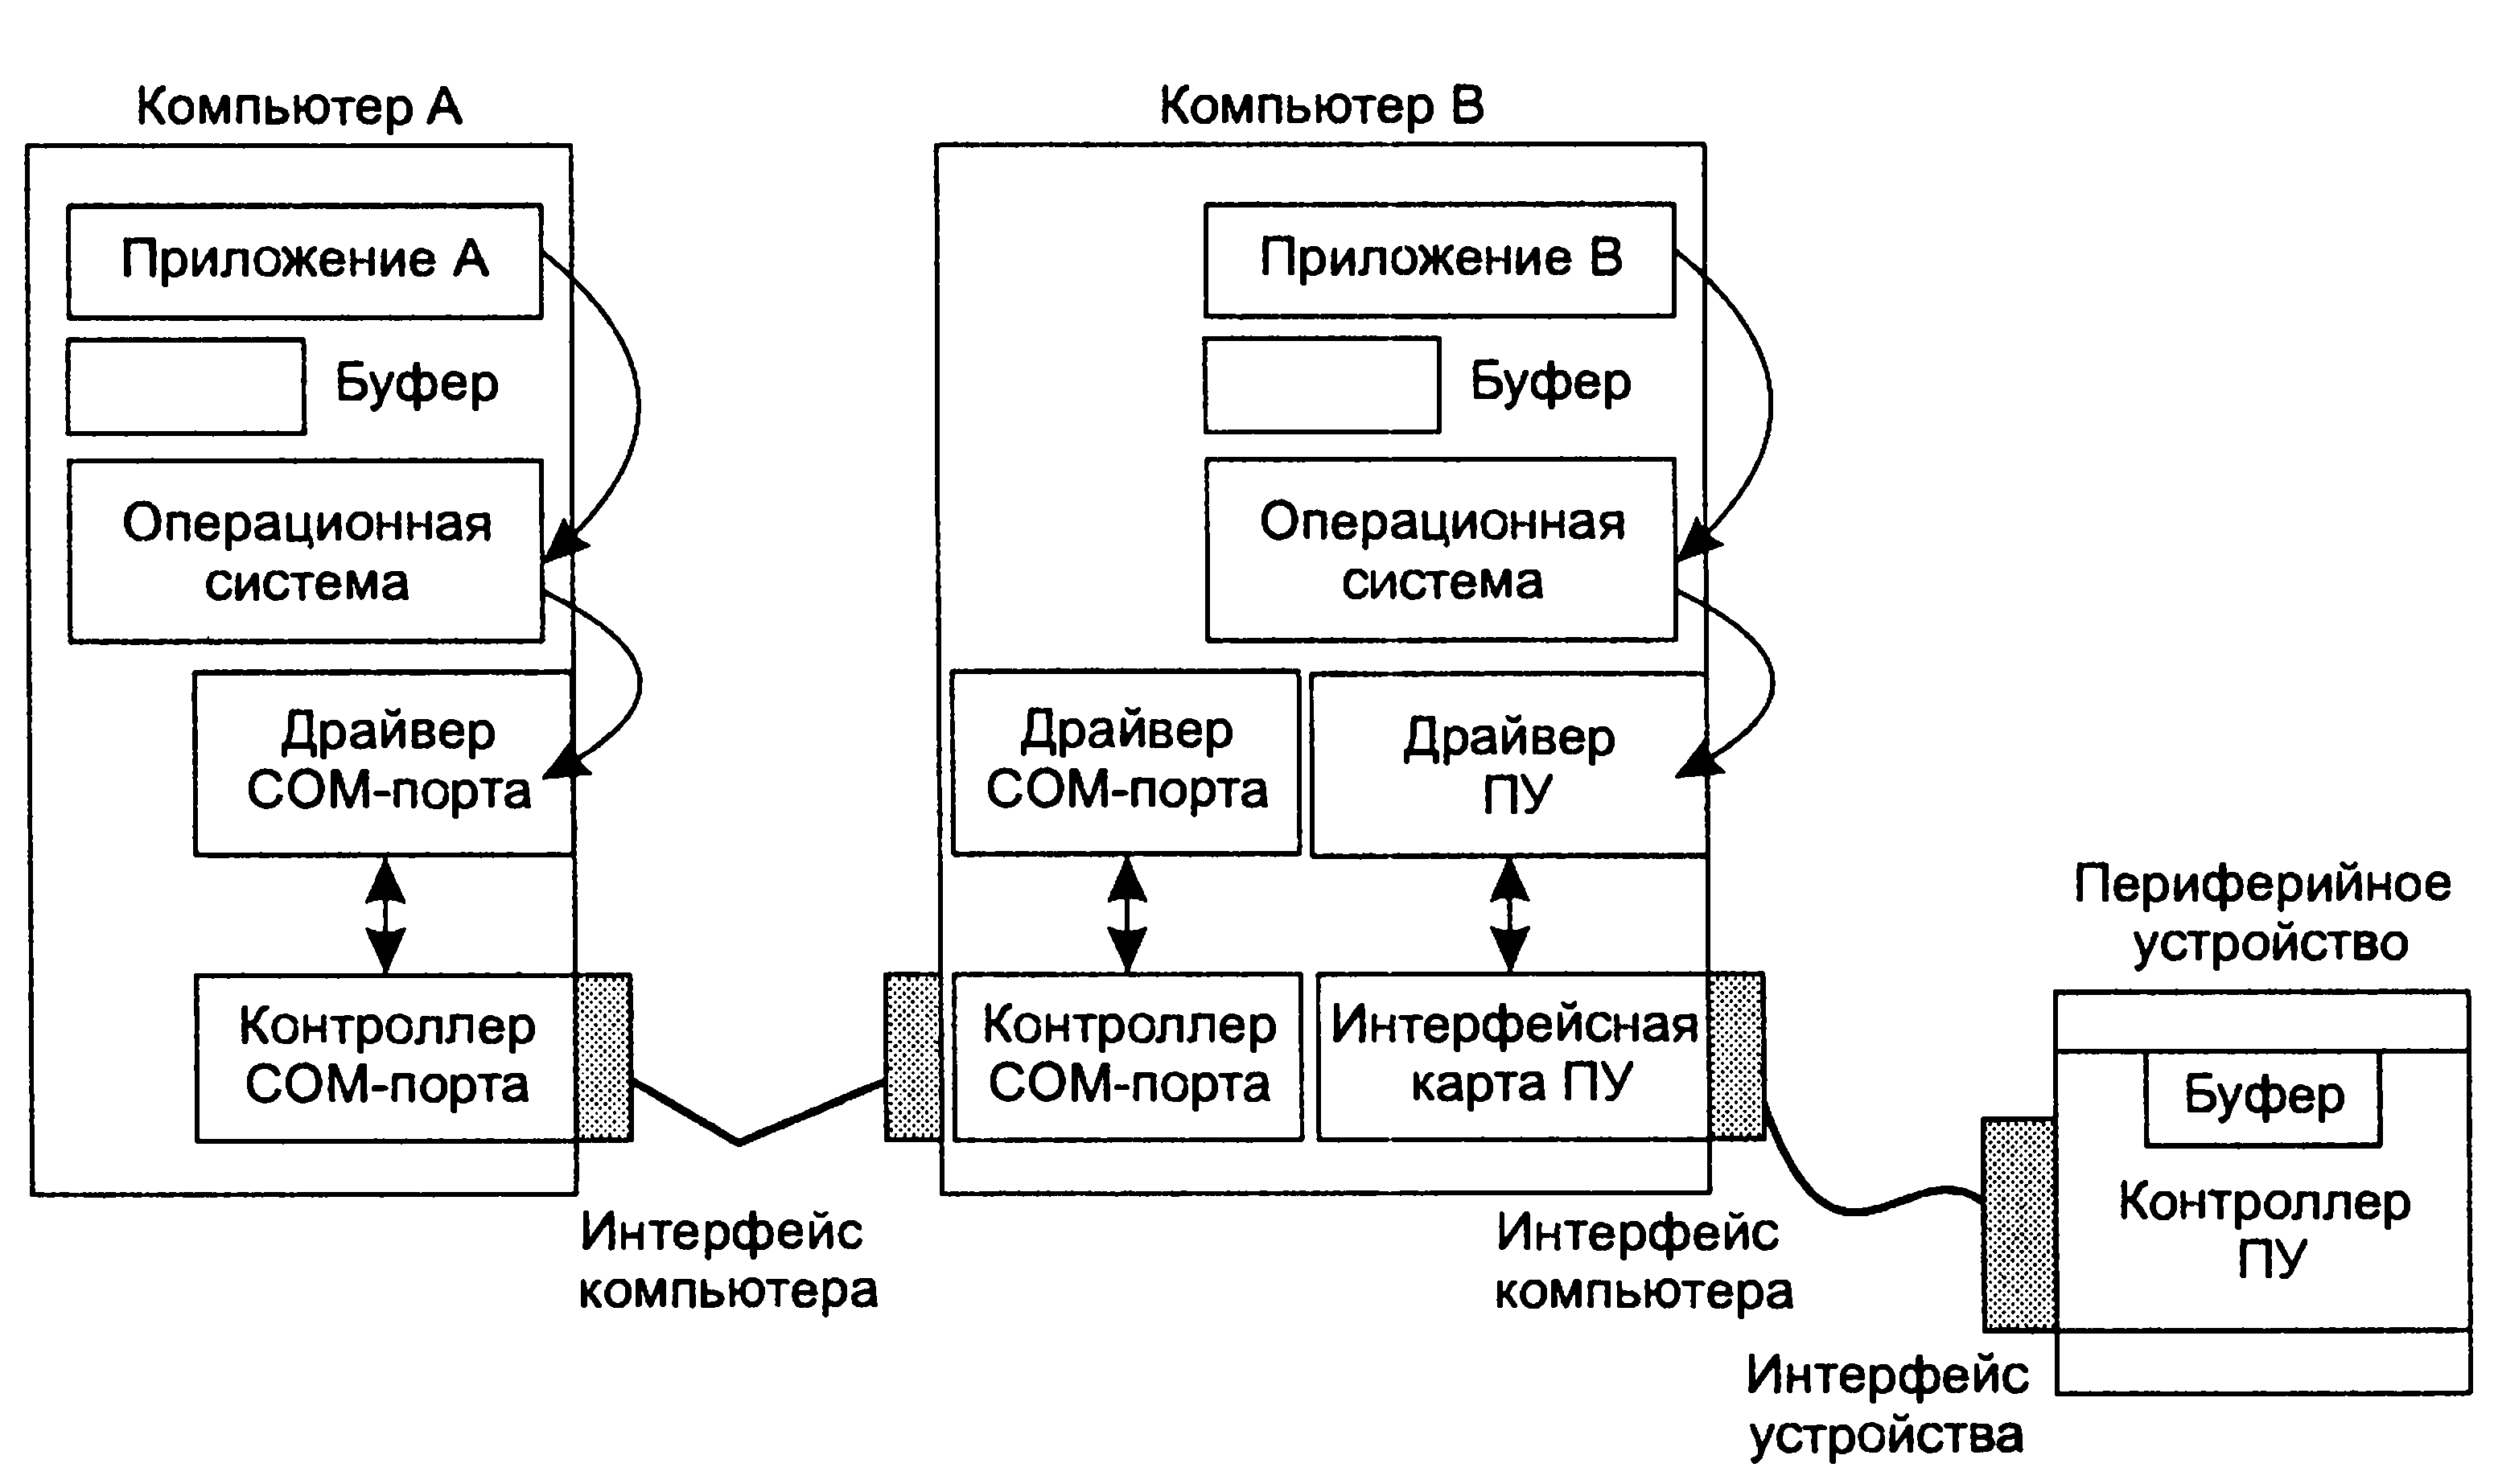 Компьютер А
Приложение А
Буфер
Операционная
система
Драйвер
СОМ-порта
Контроллер
СОМ-порта
Интерфейс
компьютера
Компьютер В
Приложение В
Буфер
Операционная
система
Драйвер
СОМ-порта
Драйвер
ПУ
Контроллер
СОМ-порта
Интерфейсная
карта ПУ
Интерфейс
компьютера
Периферийное
устройство
Буфер
Контроллер
ПУ
Интерфейс
устройства